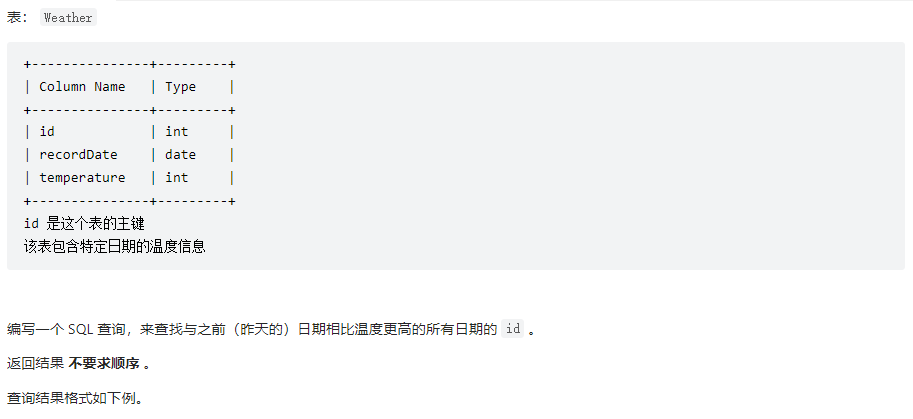 表： Weather
+---------------+---------+
| Column Name   | Type    |
+---------------+---------+
| id            | int     |
| recordDate    | date    |
| temperature   | int     |
+---------------+---------+
id 是这个表的主键
该表包含特定日期的温度信息
编写一个 SQL 查询，来查找与之前（昨天的）日期相比温度更高的所有日期的 id 。
返回结果 不要求顺序 。
查询结果格式如下例。